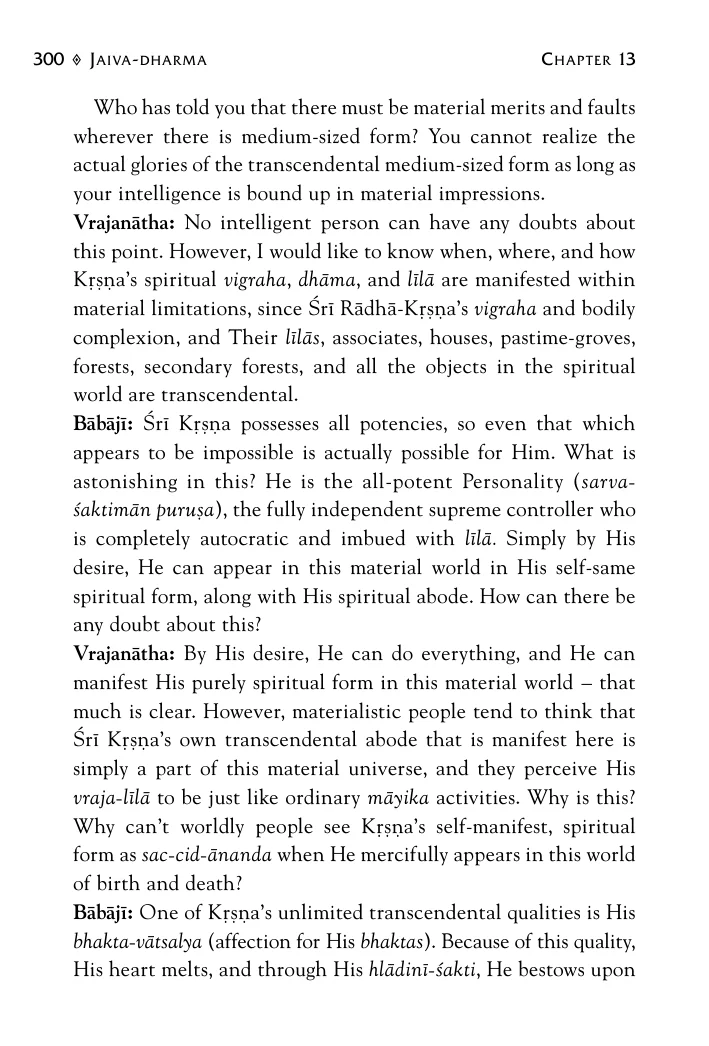 300 ◈ JAIVA-DHARMA CHAPTER 13
Who has told you that there must be material merits and faults
wherever there is medium-sized form? You cannot realize the
actual glories of the transcendental medium-sized form as long as
your intelligence is bound up in material impressions.
Vrajanātha: No intelligent person can have any doubts about
this point. However, I would like to know when, where, and how
Kṛṣṇa’s spiritual vigraha, dhāma, and līlā are manifested within
material limitations, since Śrī Rādhā-Kṛṣṇa’s vigraha and bodily
complexion, and Their līlās, associates, houses, pastime-groves,
forests, secondary forests, and all the objects in the spiritual
world are transcendental.
Bābājī: Śrī Kṛṣṇa possesses all potencies, so even that which
appears to be impossible is actually possible for Him. What is
astonishing in this? He is the all-potent Personality (sarva-
śaktimān puruṣa), the fully independent supreme controller who
is completely autocratic and imbued with līlā. Simply by His
desire, He can appear in this material world in His self-same
spiritual form, along with His spiritual abode. How can there be
any doubt about this?
Vrajanātha: By His desire, He can do everything, and He can
manifest His purely spiritual form in this material world – that
much is clear. However, materialistic people tend to think that
Śrī Kṛṣṇa’s own transcendental abode that is manifest here is
simply a part of this material universe, and they perceive His
vraja-līlā to be just like ordinary māyika activities. Why is this?
Why can’t worldly people see Kṛṣṇa’s self-manifest, spiritual
form as sac-cid-ānanda when He mercifully appears in this world
of birth and death?
Bābājī: One of Kṛṣṇa’s unlimited transcendental qualities is His
bhakta-vātsalya (affection for His bhaktas). Because of this quality,
His heart melts, and through His hlādinī-śakti, He bestows upon